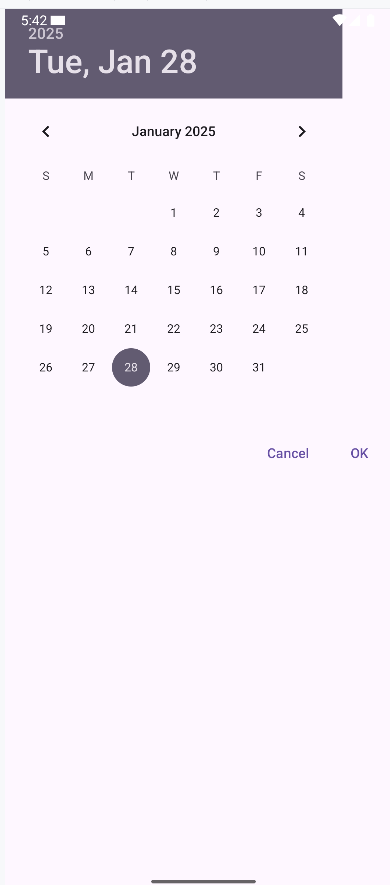 5:42
2025
Tue, Jan 28
January 2025
S M T W T F S
1 2 3 4
5 6 7 8 9 10 11
12 13 14 15 16 17 18
19 20 21 22 23 24 25
26 27 28 29 30 31
Cancel OK